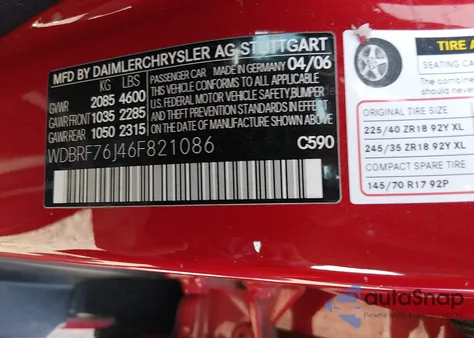 MFD BY DAIMLERCHRYSLER AG STUTTGART
MADE IN GERMANY 04/06
KG LBS PASSENGER CAR
GVWR 2085 4600 THIS VEHICLE CONFORMS TO ALL APPLICABLE
GAWR FRONT 1035 2285 U.S. FEDERAL MOTOR VEHICLE SAFETY, BUMPER
GAWR REAR 1050 2315 AND THEFT PREVENTION STANDARDS IN EFFECT
ON THE DATE OF MANUFACTURE SHOWN ABOVE
WDBRF76J46F821086 C590
TIRE
SEATING
The
should never
ORIGINAL TIRE SIZE
225/40 ZR18 92Y XL
245/35 ZR18 92Y XL
COMPACT SPARE TIRE
145/70 R17 92P
autoSnap